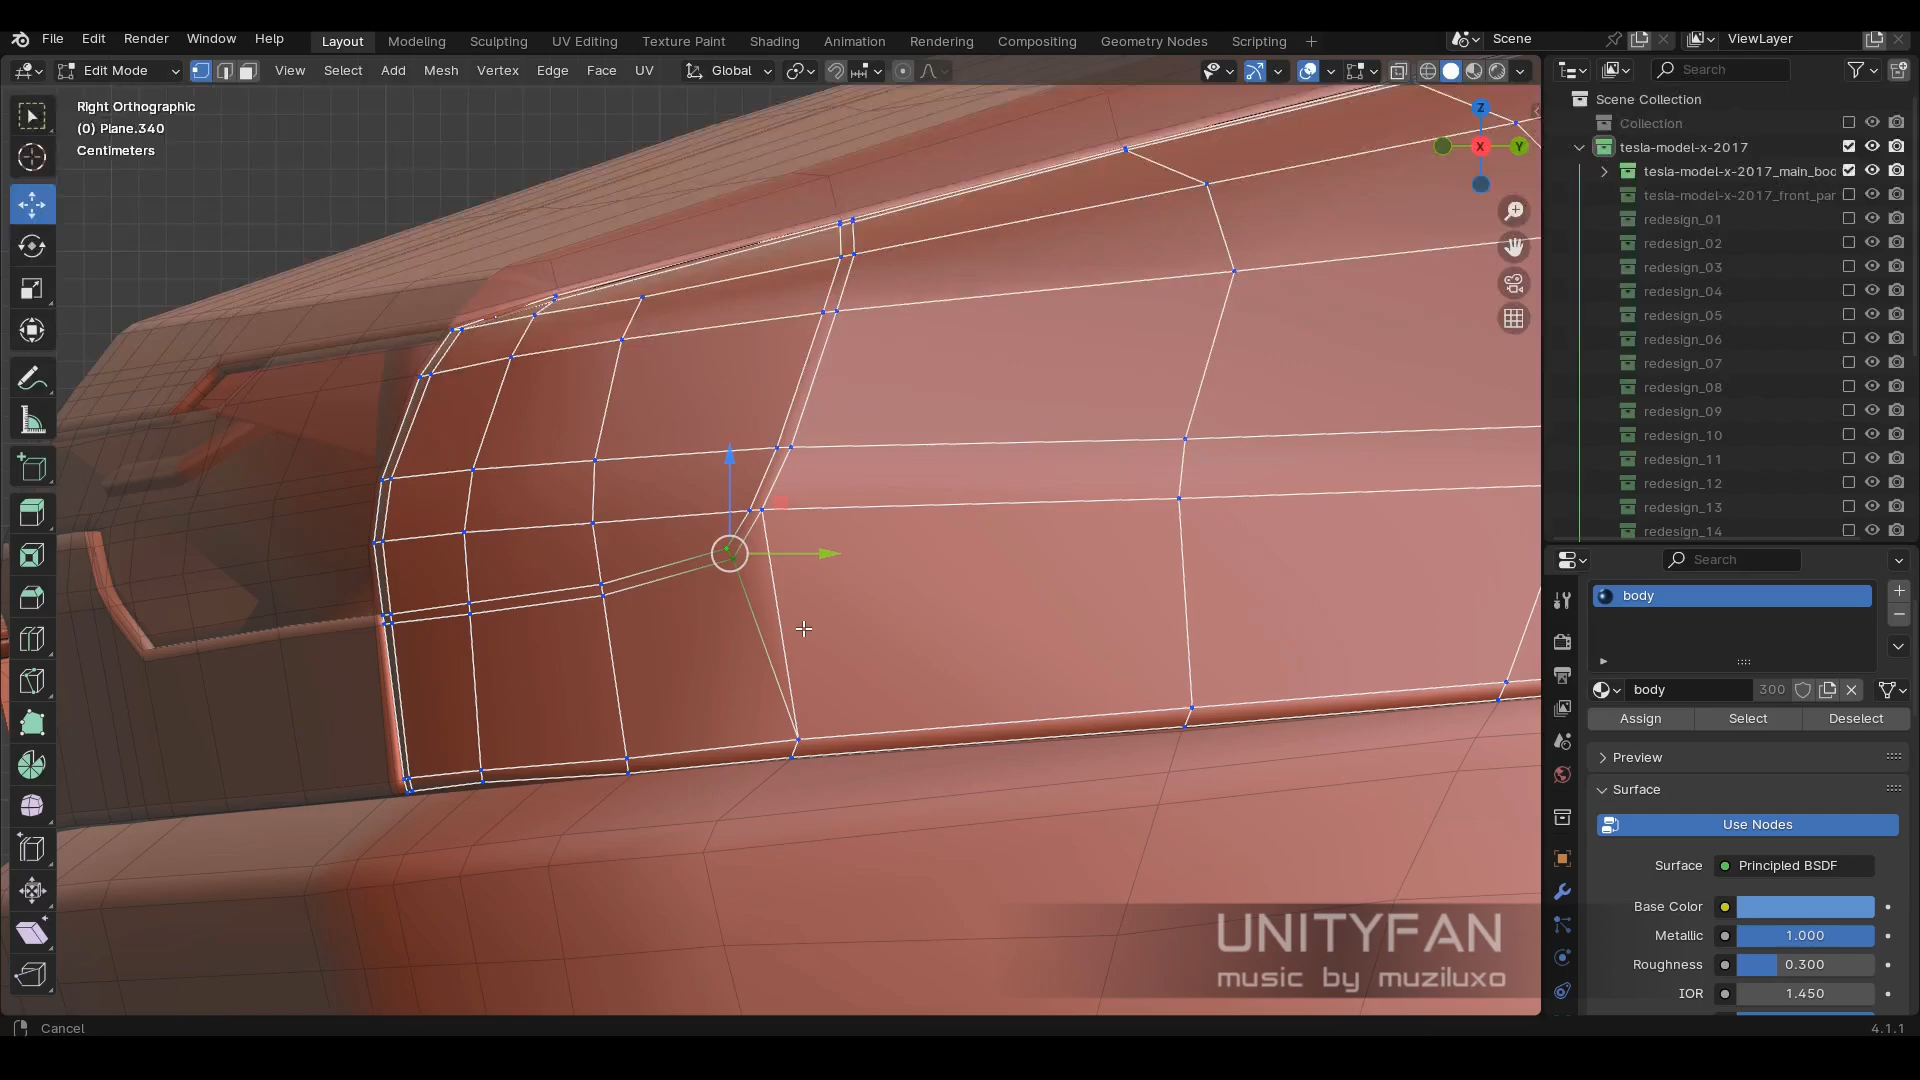 File Edit Render Window Help
Layout Modeling Sculpting UV Editing Texture Paint Shading Animation Rendering Compositing Geometry Nodes Scripting +
Scene
ViewLayer
Edit Mode View Select Add Mesh Vertex Edge Face UV
Global
Search
Right Orthographic
(0) Plane.340
Centimeters
Z
X
Y
Scene Collection
Collection
tesla-model-x-2017
tesla-model-x-2017_main_boc
tesla-model-x-2017_front_par
redesign_01
redesign_02
redesign_03
redesign_04
redesign_05
redesign_06
redesign_07
redesign_08
redesign_09
redesign_10
redesign_11
redesign_12
redesign_13
redesign_14
Search
body
body 300
Assign Select Deselect
Preview
Surface
Use Nodes
Surface Principled BSDF
Base Color
Metallic 1.000
Roughness 0.300
IOR 1.450
UNITYFAN
music by muziluxo
Cancel
4.1.1